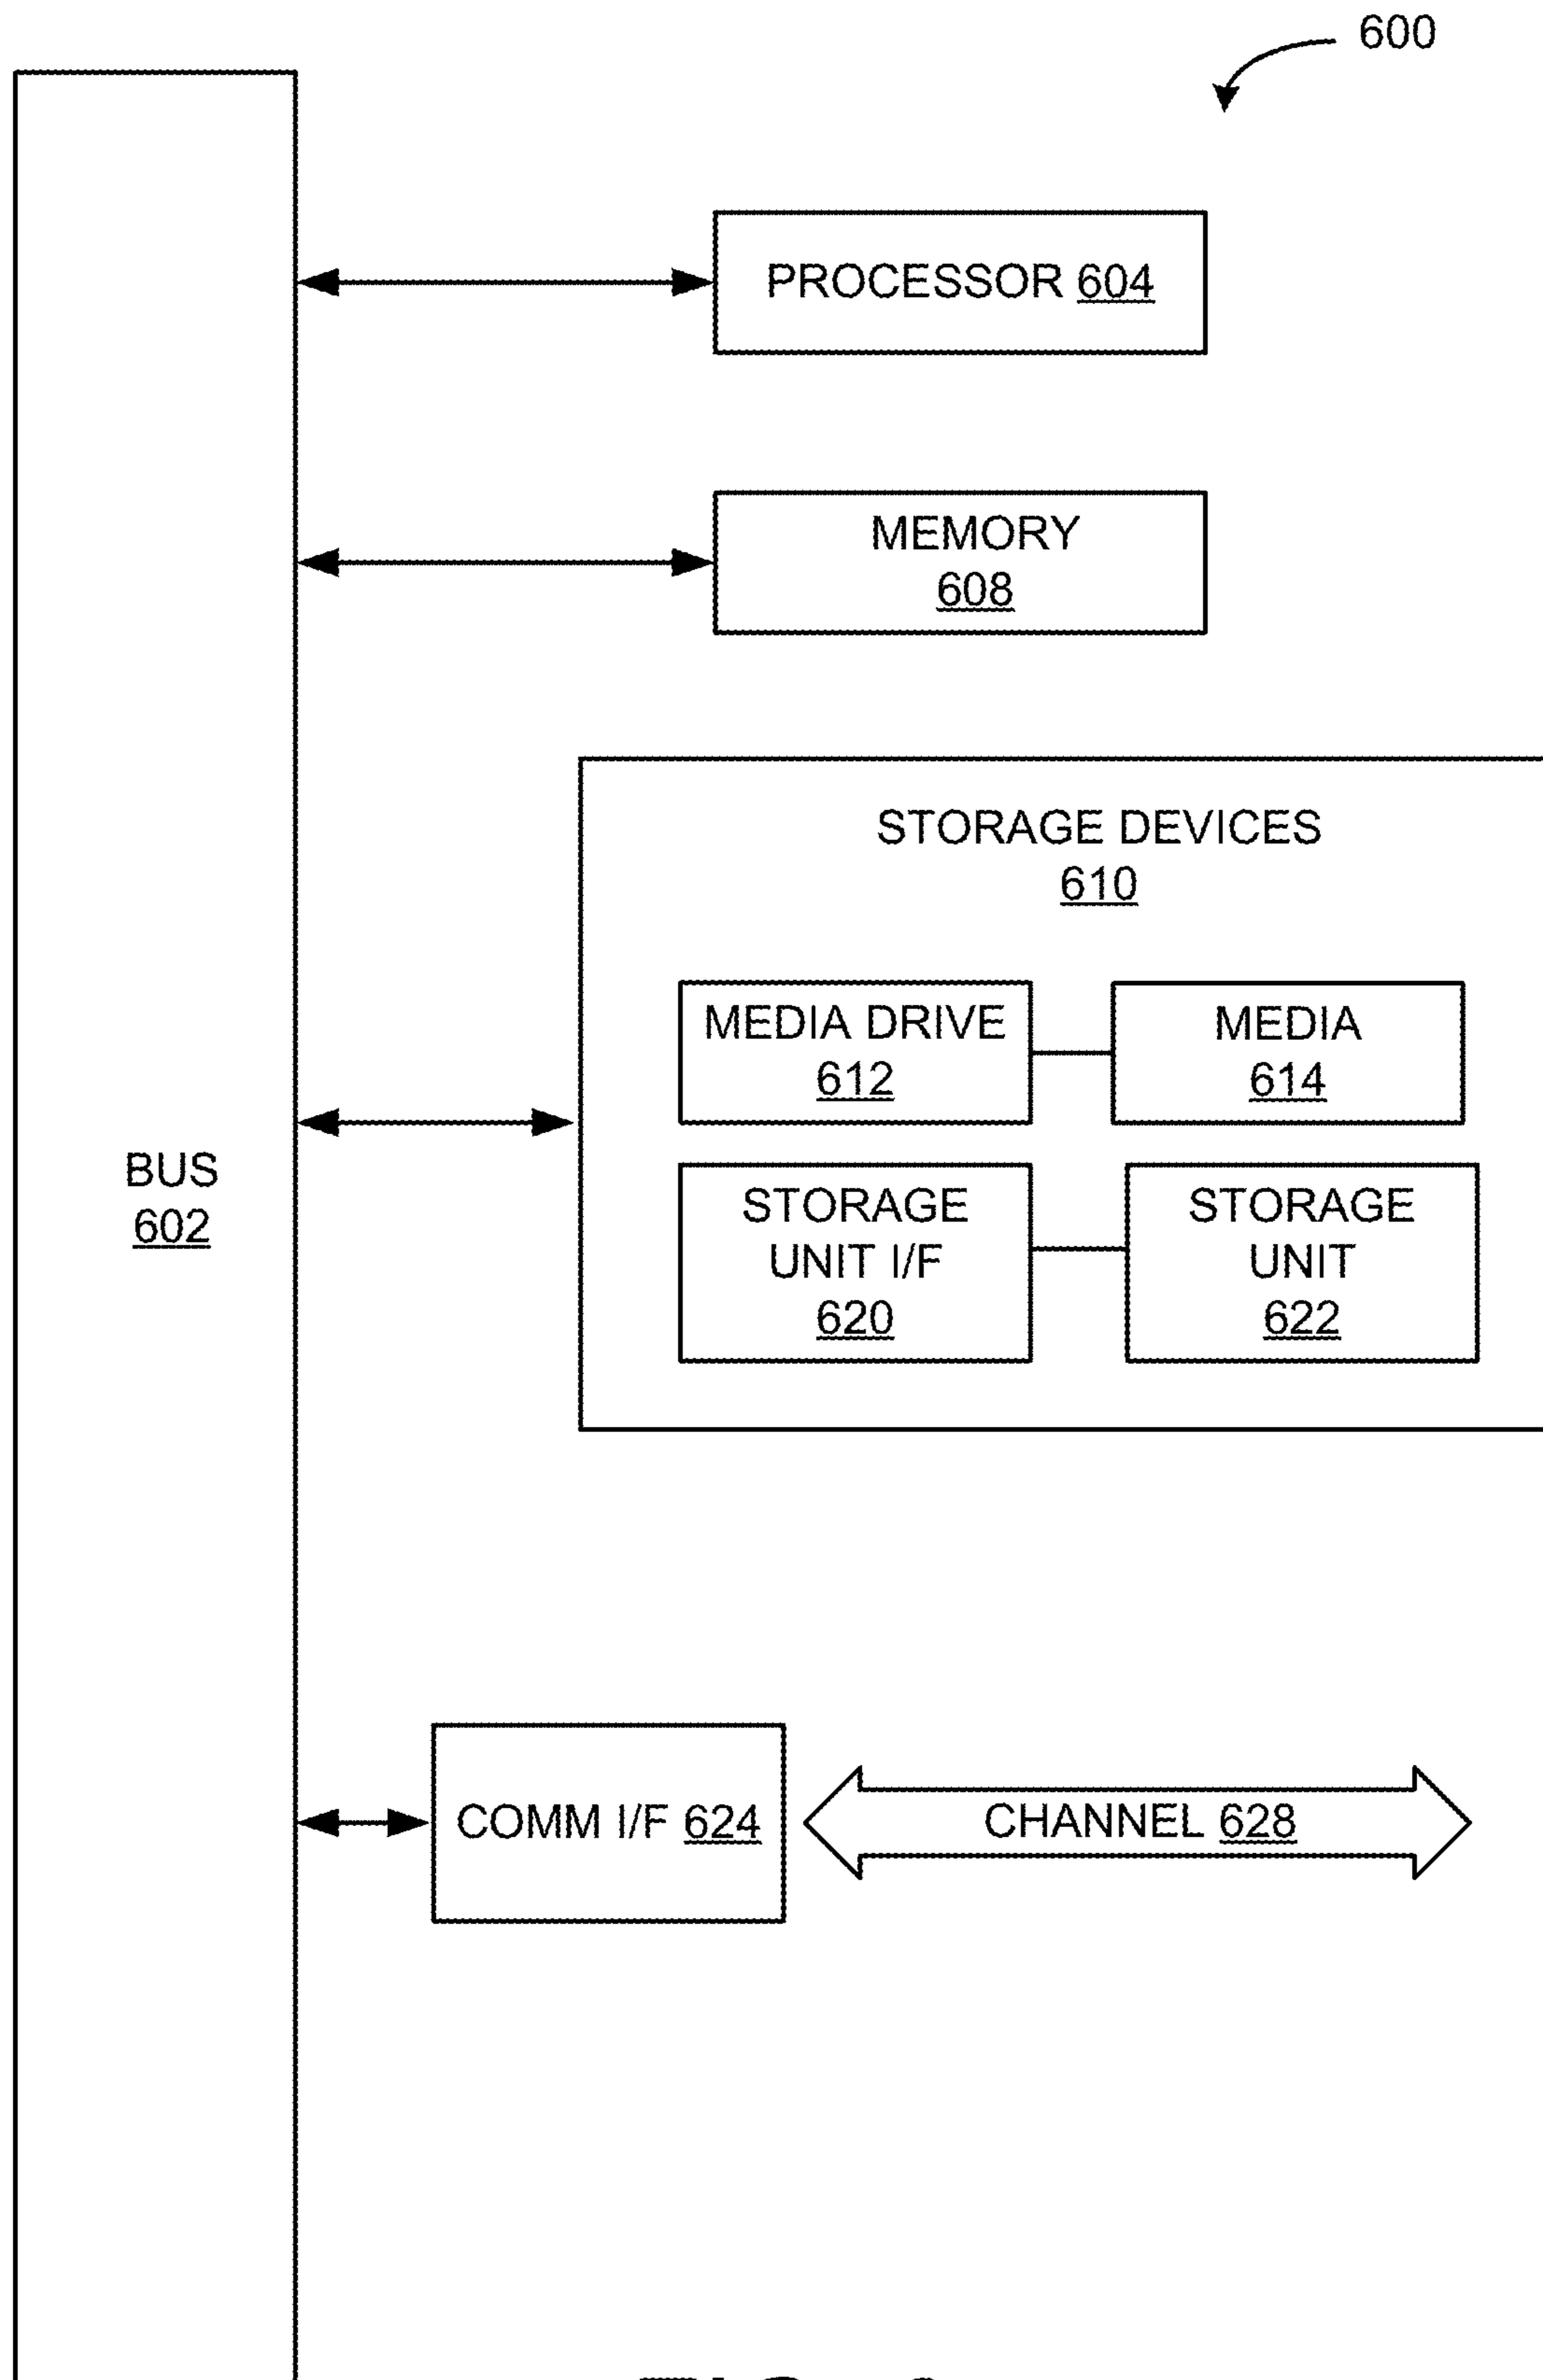 600
PROCESSOR 604
MEMORY
608
STORAGE DEVICES
610
MEDIA DRIVE
612
MEDIA
614
STORAGE
UNIT I/F
620
STORAGE
UNIT
622
BUS
602
COMM I/F 624
CHANNEL 628